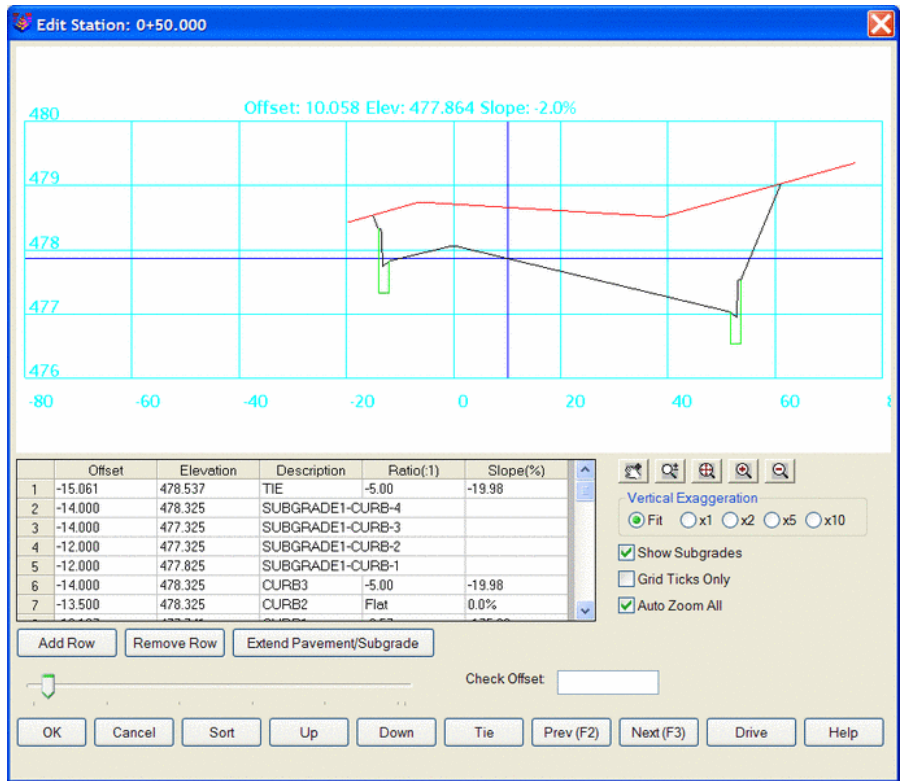 Edit Station: 0+50.000
Offset: 10.058 Elev: 477.864 Slope: -2.0%
480
479
478
477
476
-80 -60 -40 -20 0 20 40 60
Offset Elevation Description Ratio(:1) Slope(%)
1 -15.061 478.537 TIE -5.00 -19.98
2 -14.000 478.325 SUBGRADE1-CURB-4
3 -14.000 477.325 SUBGRADE1-CURB-3
4 -12.000 477.325 SUBGRADE1-CURB-2
5 -12.000 477.825 SUBGRADE1-CURB-1
6 -14.000 478.325 CURB3 -5.00 -19.98
7 -13.500 478.325 CURB2 Flat 0.0%
Vertical Exaggeration
Fit x1 x2 x5 x10
Show Subgrades
Grid Ticks Only
Auto Zoom All
Add Row Remove Row Extend Pavement/Subgrade
Check Offset:
OK Cancel Sort Up Down Tie Prev (F2) Next (F3) Drive Help